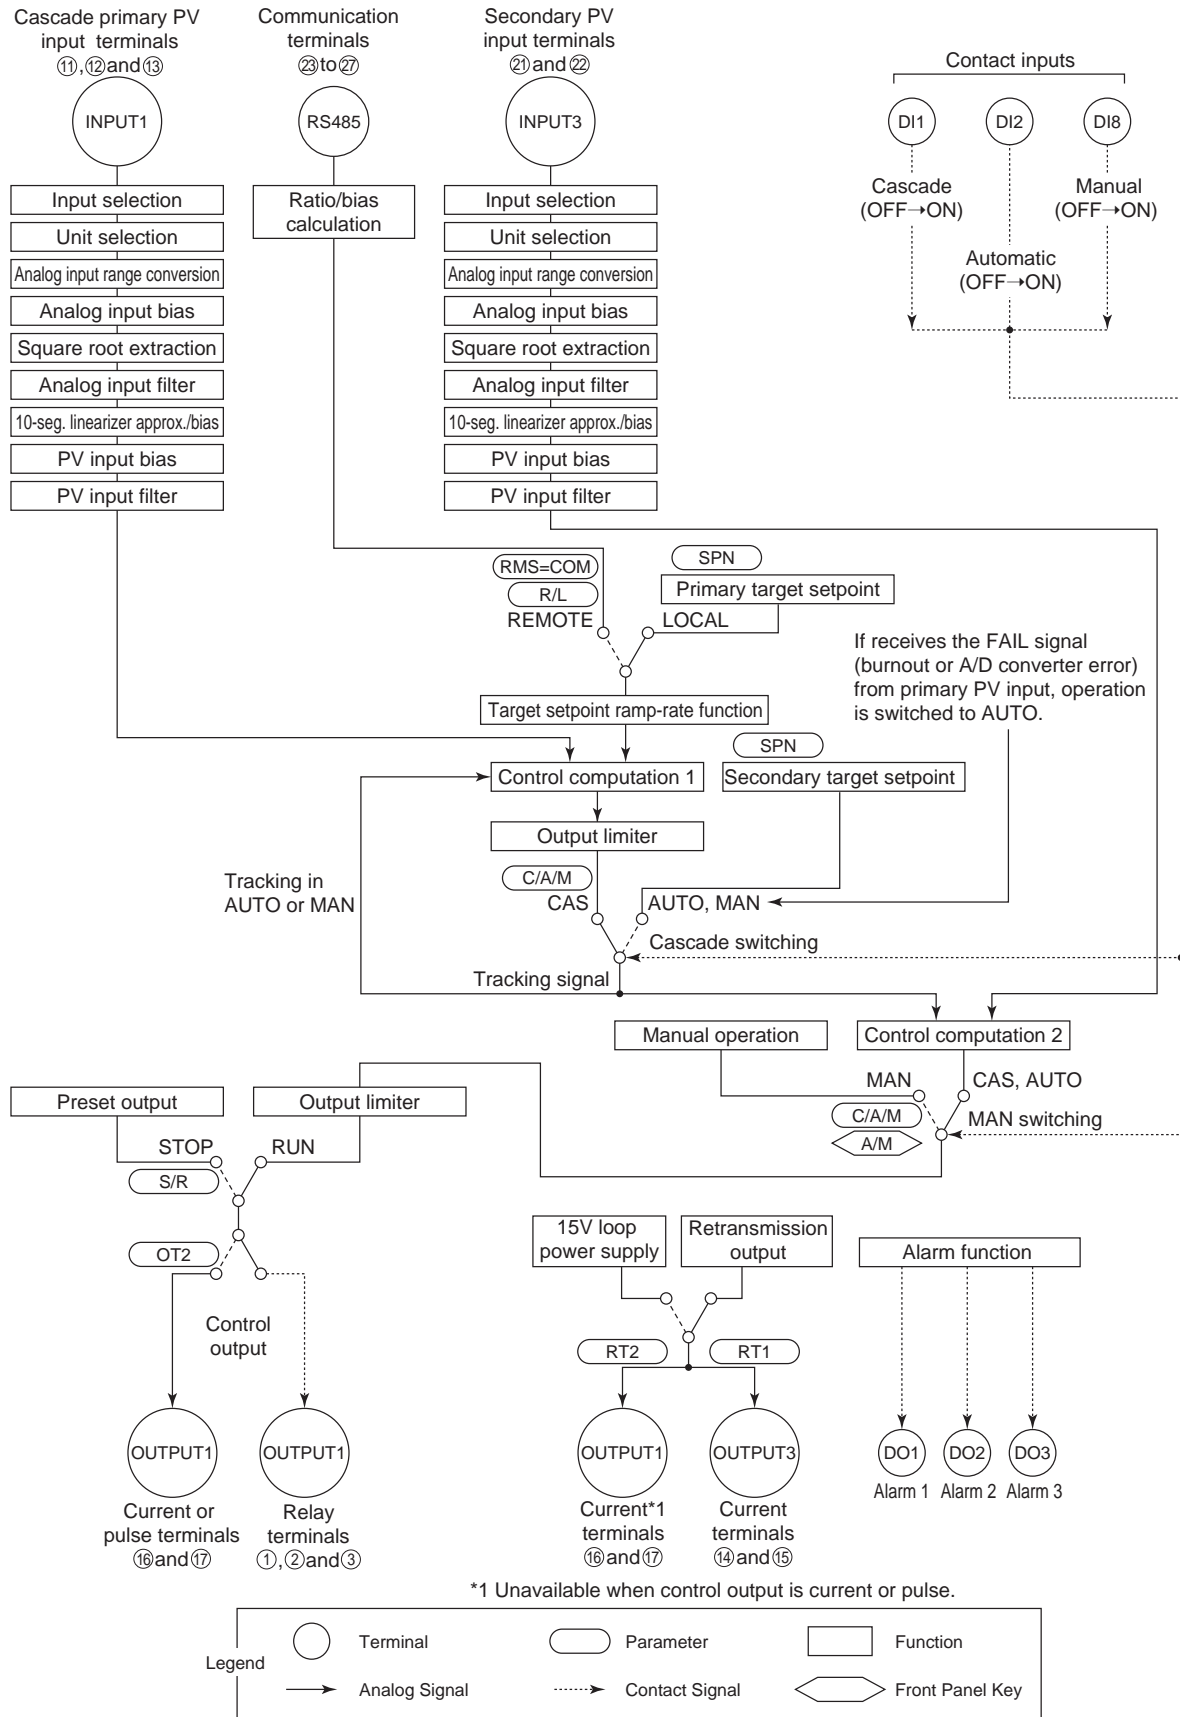 Cascade primary PV
input terminals
⑪,⑫and⑬
INPUT1
Communication
terminals
㉓to㉗
RS485
Secondary PV
input terminals
㉑and㉒
INPUT3
Contact inputs
DI1
DI2
DI8
Cascade
(OFF→ON)
Automatic
(OFF→ON)
Manual
(OFF→ON)
Input selection
Unit selection
Analog input range conversion
Analog input bias
Square root extraction
Analog input filter
10-seg. linearizer approx./bias
PV input bias
PV input filter
Ratio/bias
calculation
Input selection
Unit selection
Analog input range conversion
Analog input bias
Square root extraction
Analog input filter
10-seg. linearizer approx./bias
PV input bias
PV input filter
RMS=COM
R/L
REMOTE
SPN
Primary target setpoint
LOCAL
If receives the FAIL signal
(burnout or A/D converter error)
from primary PV input, operation
is switched to AUTO.
Target setpoint ramp-rate function
SPN
Control computation 1
Secondary target setpoint
Output limiter
Tracking in
AUTO or MAN
C/A/M
CAS
AUTO, MAN
Cascade switching
Tracking signal
Manual operation
Control computation 2
MAN
CAS, AUTO
C/A/M
MAN switching
A/M
Preset output
Output limiter
STOP
RUN
S/R
OT2
Control
output
15V loop
power supply
Retransmission
output
Alarm function
RT2
RT1
OUTPUT1
Current or
pulse terminals
⑯and⑰
OUTPUT1
Relay
terminals
①,②and③
OUTPUT1
Current*1
terminals
⑯and⑰
OUTPUT3
Current
terminals
⑭and⑮
DO1
DO2
DO3
Alarm 1
Alarm 2
Alarm 3
*1 Unavailable when control output is current or pulse.
Legend
Terminal
Parameter
Function
Analog Signal
Contact Signal
Front Panel Key